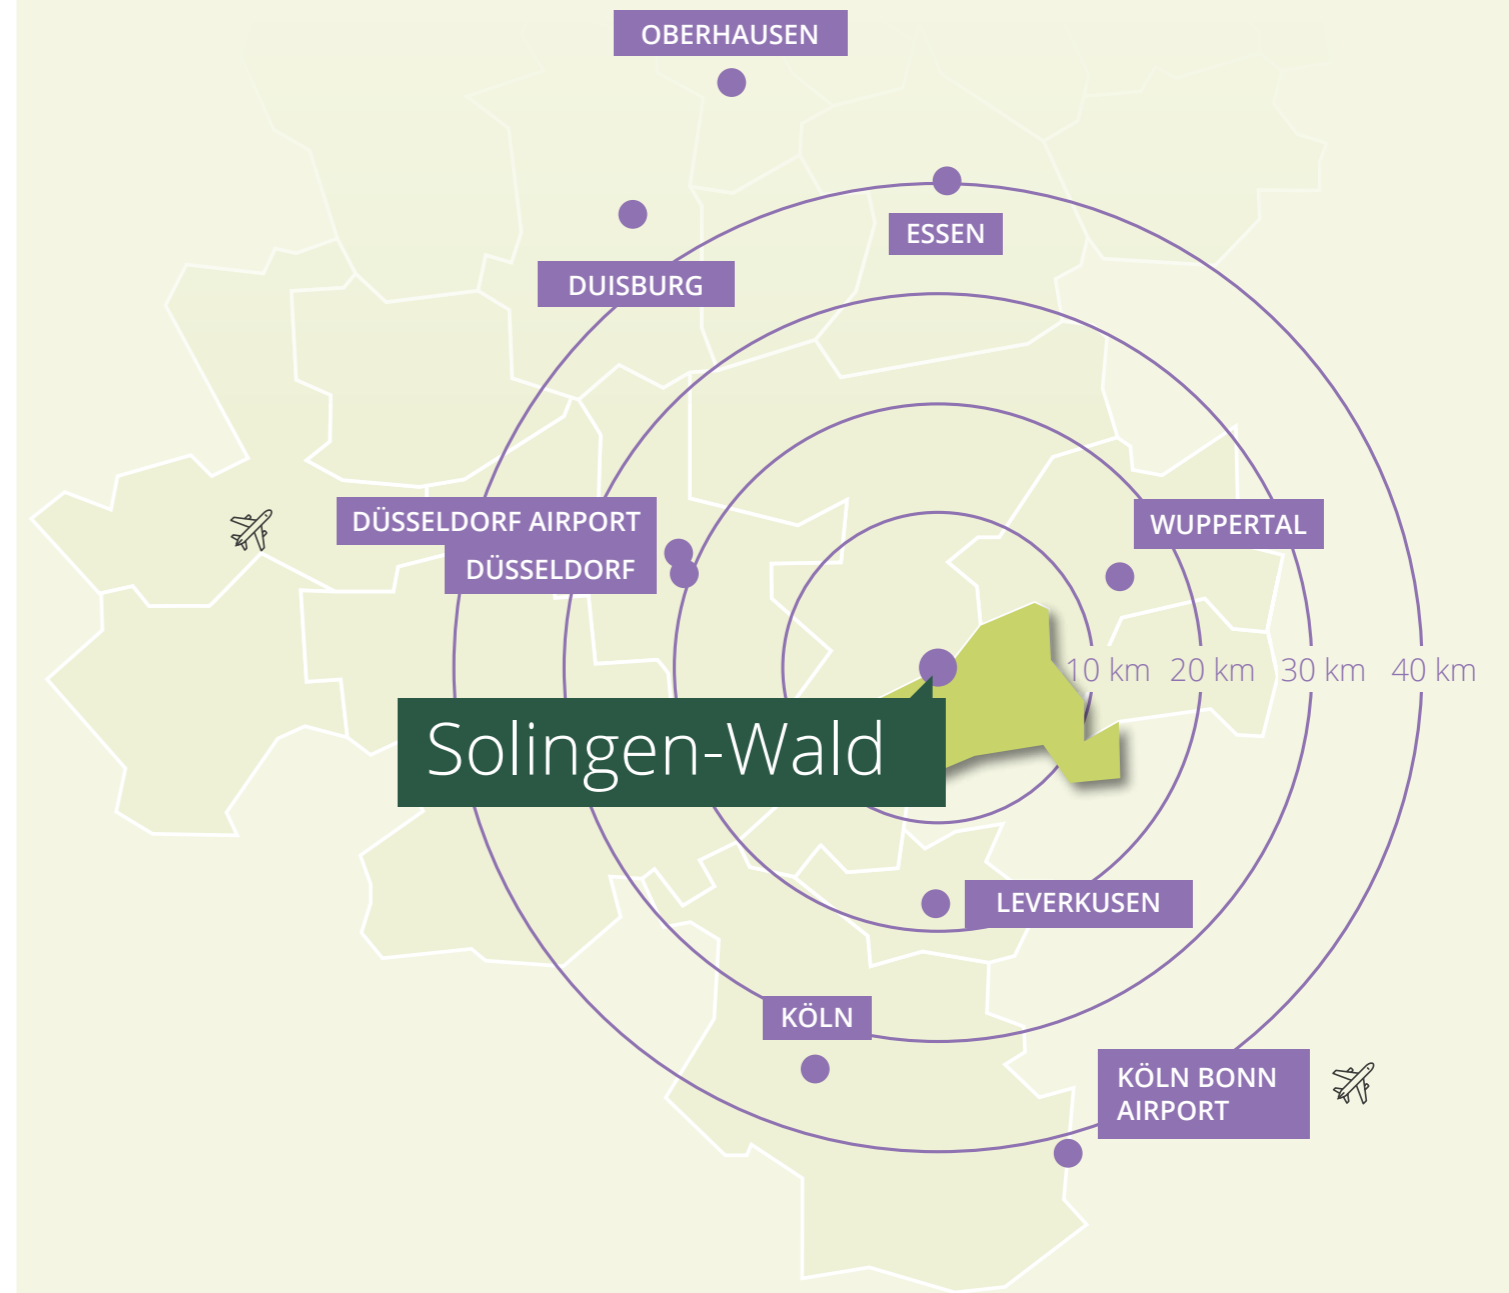 OBERHAUSEN
ESSEN
DUISBURG
DÜSSELDORF AIRPORT
WUPPERTAL
DÜSSELDORF
10 km
20 km
30 km
40 km
Solingen-Wald
LEVERKUSEN
KÖLN
KÖLN BONN
AIRPORT